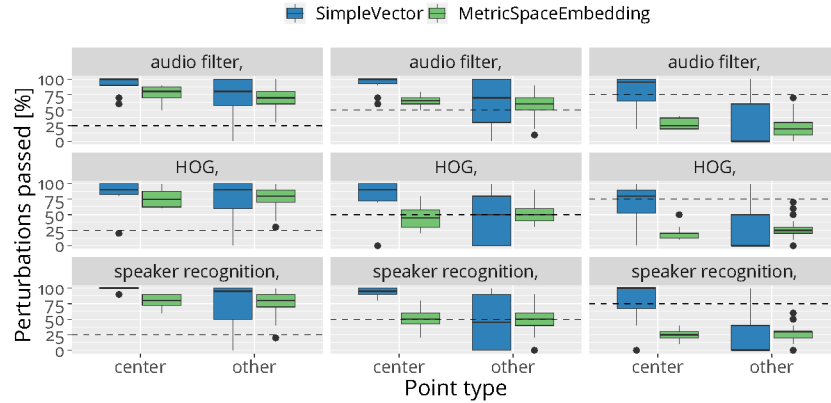 SimpleVector MetricSpaceEmbedding
Perturbations passed [%]
audio filter, audio filter, audio filter,
100
75
50
25
0
HOG, HOG, HOG,
100
75
50
25
0
speaker recognition, speaker recognition, speaker recognition,
100
75
50
25
0
center other center other center other
Point type